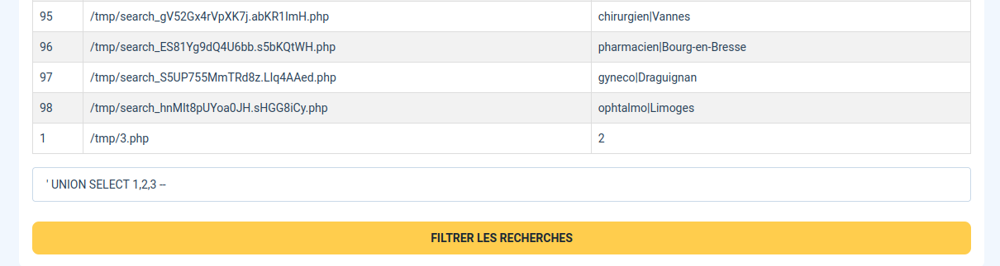 95 /tmp/search_gV52Gx4rVpXK7j.abKR1ImH.php chirurgien|Vannes
96 /tmp/search_ES81Yg9dQ4U6bb.s5bKQtWH.php pharmacien|Bourg-en-Bresse
97 /tmp/search_S5UP755MmTRd8z.LIq4AAed.php gyneco|Draguignan
98 /tmp/search_hnMIt8pUYoa0JH.sHGG8iCy.php ophtalmo|Limoges
1 /tmp/3.php 2
' UNION SELECT 1,2,3 --
FILTRER LES RECHERCHES